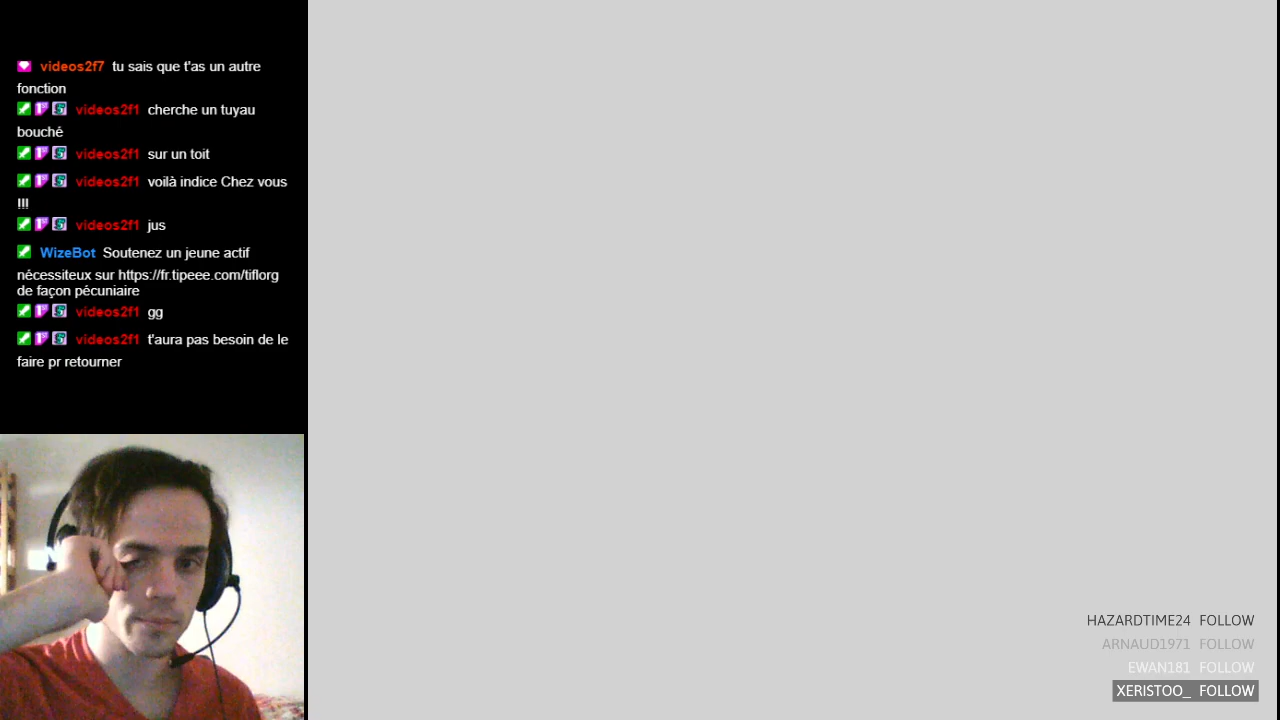 videos2f7 tu sais que t'as un autre
fonction
videos2f1 cherche un tuyau
bouché
videos2f1 sur un toit
videos2f1 voilà indice Chez vous
!!!
videos2f1 jus
WizeBot Soutenez un jeune actif
nécessiteux sur https://fr.tipeee.com/tiflorg
de façon pécuniaire
videos2f1 gg
videos2f1 t'aura pas besoin de le
faire pr retourner
HAZARDTIME24 FOLLOW
ARNAUD1971 FOLLOW
EWAN181 FOLLOW
XERISTOO_ FOLLOW